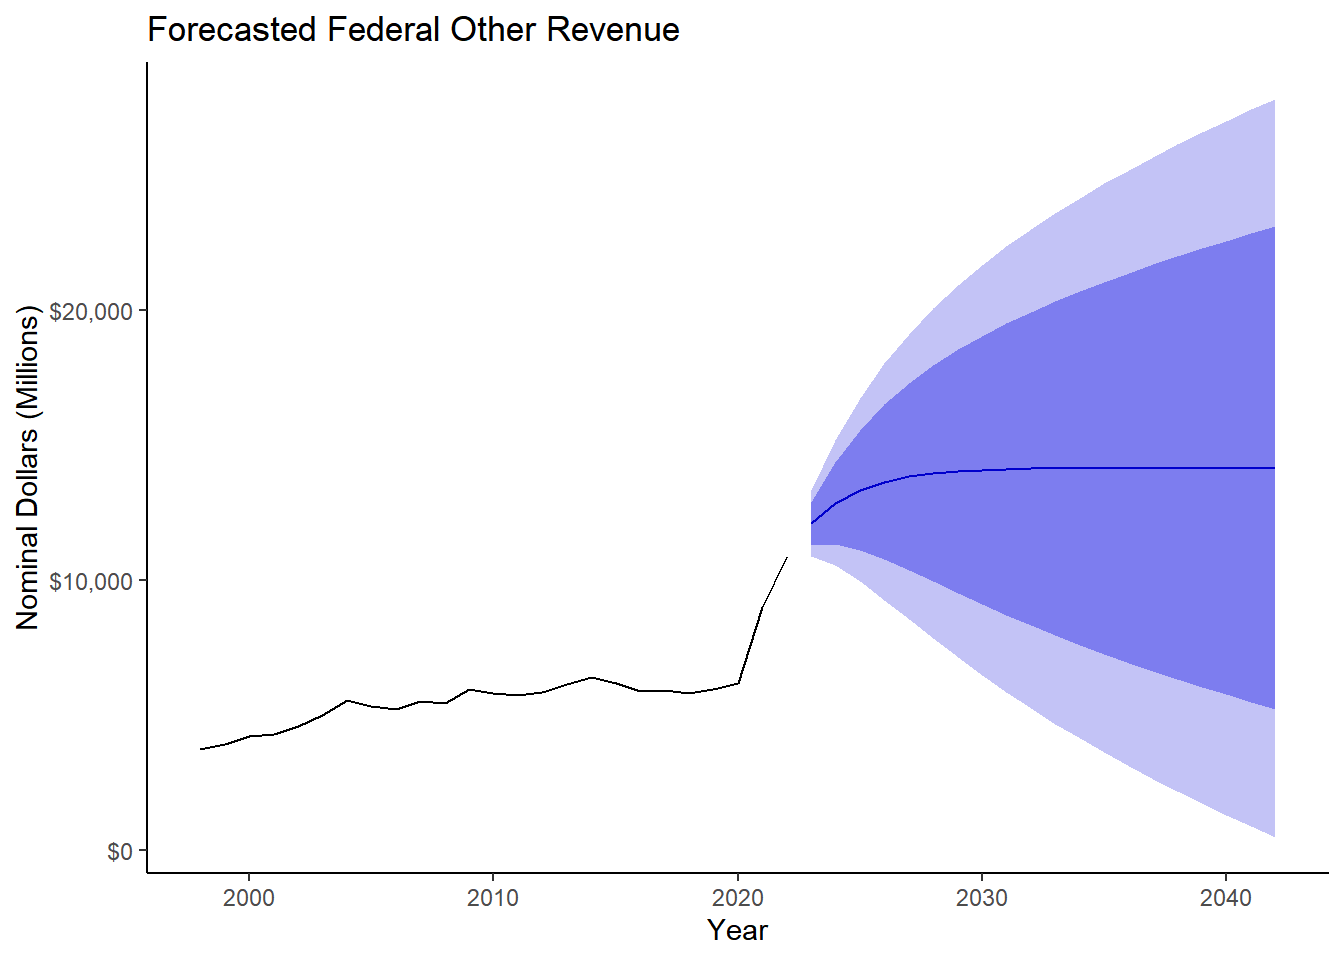 Forecasted Federal Other Revenue
Nominal Dollars (Millions)
$20,000
$10,000
$0
2000 2010 2020 2030 2040
Year